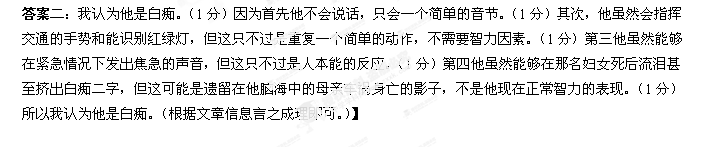 答案二：我认为他是白痴。（1 分）因为首先他不会说话，只会一个简单的音节。（1 分）其次，他虽然会指挥
交通的手势和能识别红绿灯，但这只不过是重复一个简单的动作，不需要智力因素。（1 分）第三他虽然能够
在紧急情况下发出焦急的声音，但这只不过是人本能的反应。（1 分）第四他虽然能够在那名妇女死后流泪甚
至挤出白痴二字，但这可能是遗留在他脑海中的母亲车祸身亡的影子，不是他现在正常智力的表现。（1 分）
所以我认为他是白痴。（根据文章信息言之成理即可。）】